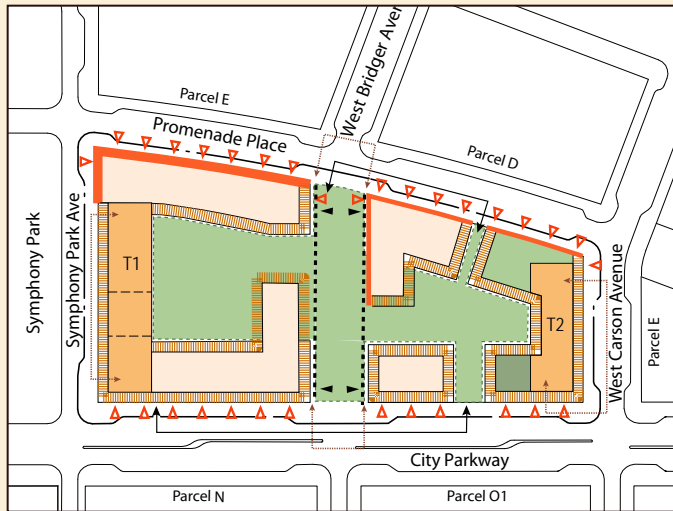 West Bridger Aven
Parcel E
Promenade Place
Parcel D
Symphony Park
Symphony Park Ave
T1
T2
West Carson Avenue
Parcel E
City Parkway
Parcel N
Parcel O1